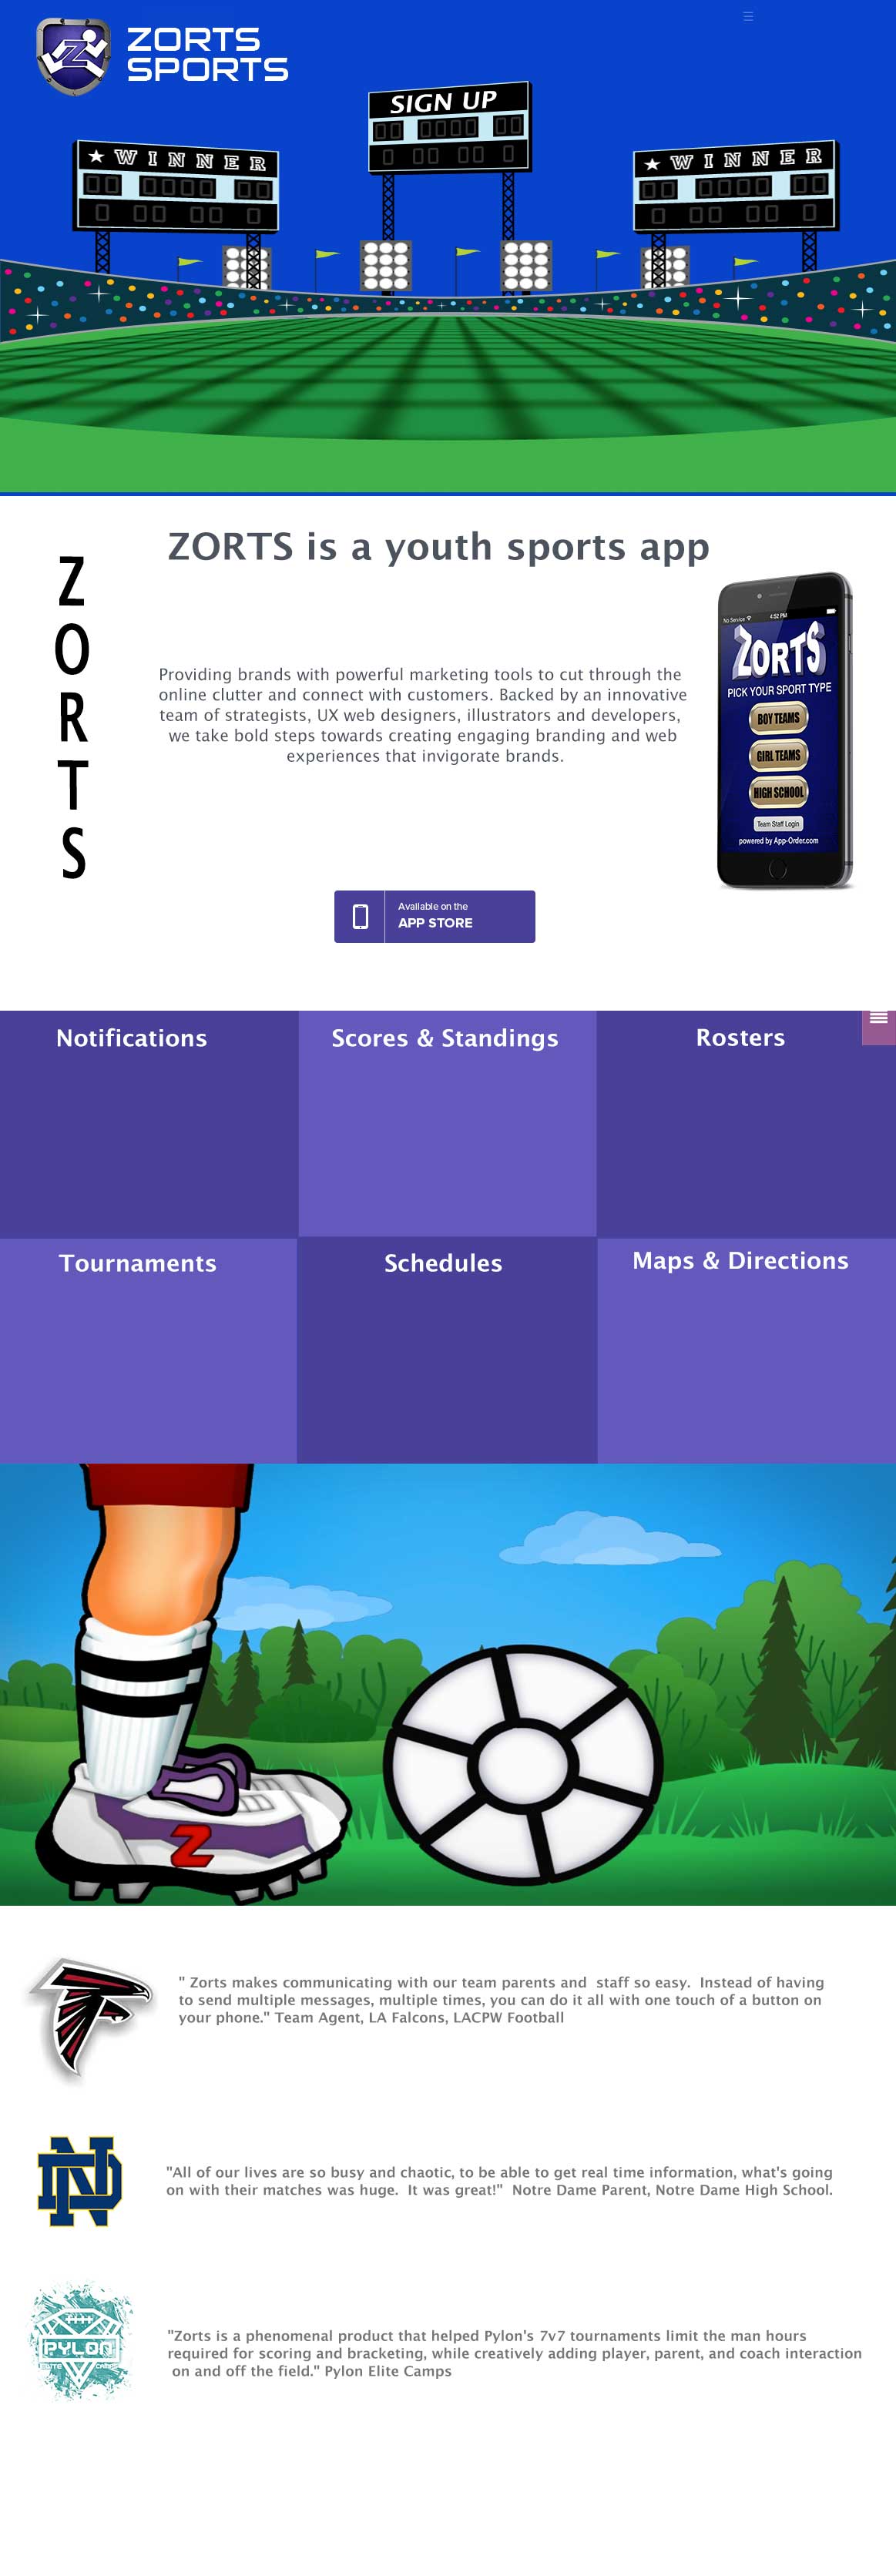 ZORTS
SPORTS
SIGN UP
★ WINNER
★ WINNER
ZORTS is a youth sports app
Z
O
R
T
S
Providing brands with powerful marketing tools to cut through the
online clutter and connect with customers. Backed by an innovative
team of strategists, UX web designers, illustrators and developers,
we take bold steps towards creating engaging branding and web
experiences that invigorate brands.
No Service 4:52 PM
ZORTS
PICK YOUR SPORT TYPE
BOY TEAMS
GIRL TEAMS
HIGH SCHOOL
Team Staff Login
powered by App-Order.com
Available on the
APP STORE
Notifications
Scores & Standings
Rosters
Tournaments
Schedules
Maps & Directions
Z
" Zorts makes communicating with our team parents and staff so easy. Instead of having
to send multiple messages, multiple times, you can do it all with one touch of a button on
your phone." Team Agent, LA Falcons, LACPW Football
ND
"All of our lives are so busy and chaotic, to be able to get real time information, what's going
on with their matches was huge. It was great!" Notre Dame Parent, Notre Dame High School.
PYLON
"Zorts is a phenomenal product that helped Pylon's 7v7 tournaments limit the man hours
required for scoring and bracketing, while creatively adding player, parent, and coach interaction
on and off the field." Pylon Elite Camps